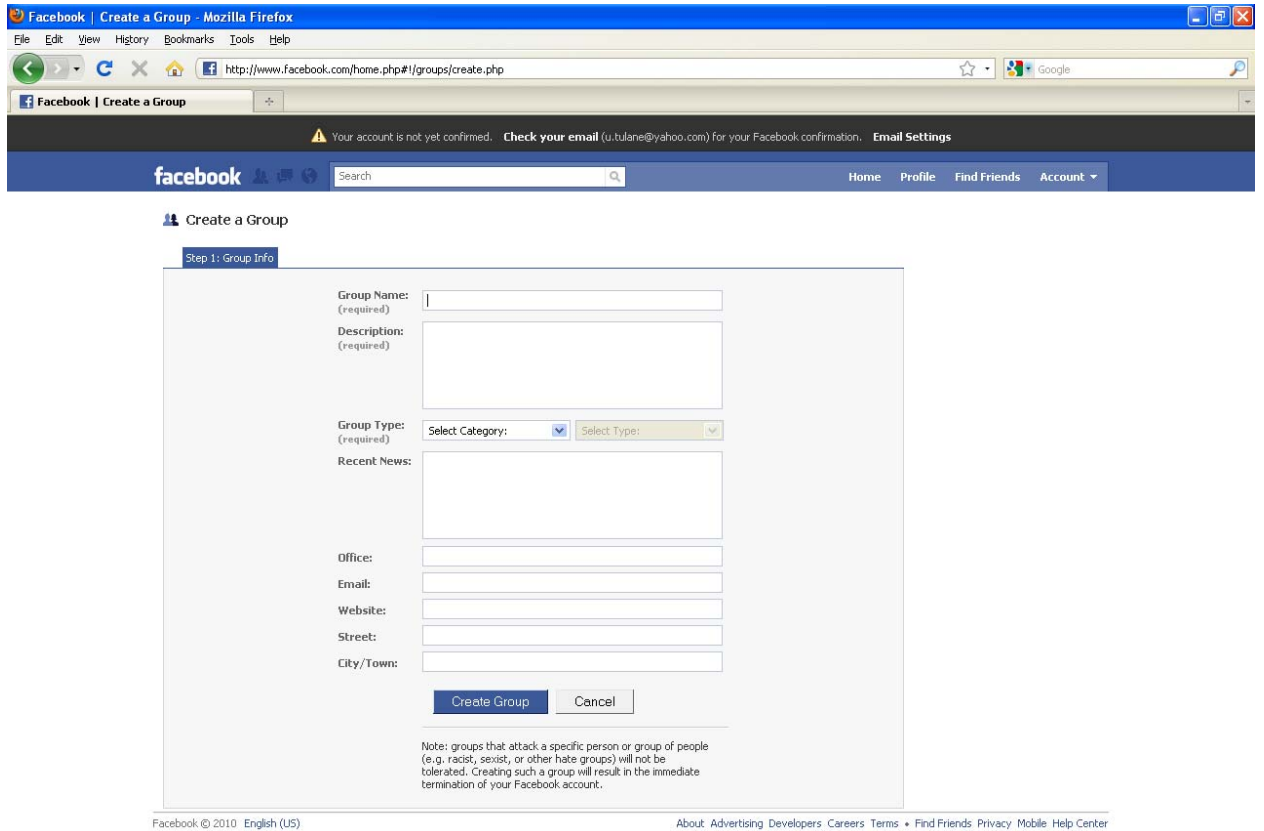 Facebook | Create a Group - Mozilla Firefox
File Edit View History Bookmarks Tools Help
http://www.facebook.com/home.php#!/groups/create.php
Google
Facebook | Create a Group
Your account is not yet confirmed. Check your email (u.tulane@yahoo.com) for your Facebook confirmation. Email Settings
facebook Search Home Profile Find Friends Account
Create a Group
Step 1: Group Info
Group Name:
(required)
Description:
(required)
Group Type: Select Category: Select Type:
(required)
Recent News:
Office:
Email:
Website:
Street:
City/Town:
Create Group Cancel
Note: groups that attack a specific person or group of people
(e.g. racist, sexist, or other hate groups) will not be
tolerated. Creating such a group will result in the immediate
termination of your Facebook account.
Facebook © 2010 English (US) About Advertising Developers Careers Terms • Find Friends Privacy Mobile Help Center